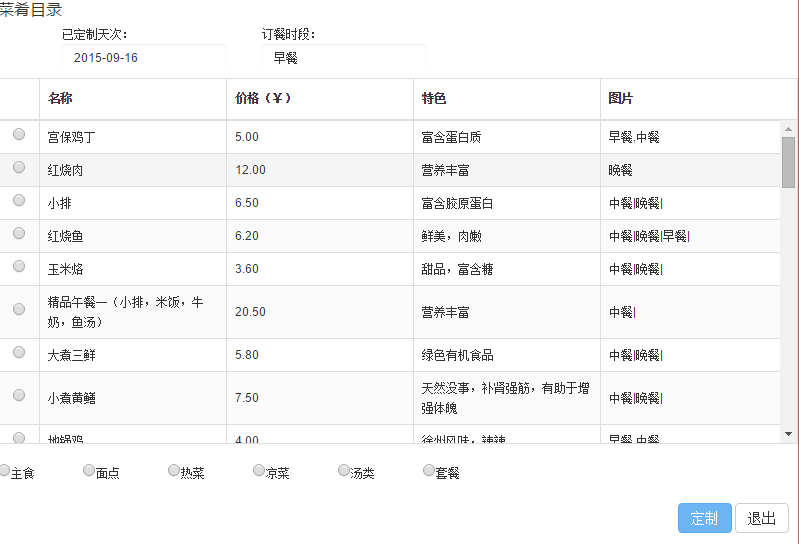 菜肴目录
已定制天次： 订餐时段：
2015-09-16 早餐
名称 价格（￥） 特色 图片
宫保鸡丁 5.00 富含蛋白质 早餐,中餐
红烧肉 12.00 营养丰富 晚餐
小排 6.50 富含胶原蛋白 中餐|晚餐|
红烧鱼 6.20 鲜美，肉嫩 中餐|晚餐|早餐|
玉米烙 3.60 甜品，富含糖 中餐|晚餐|
精品午餐一（小排，米饭，牛
奶，鱼汤） 20.50 营养丰富 中餐|
大煮三鲜 5.80 绿色有机食品 中餐|晚餐|
小煮黄鳝 7.50 天然没事，补肾强筋，有助于增
强体魄 中餐|晚餐|
地锅鸡 4.00 徐州风味，辣辣 早餐,中餐
主食 面点 热菜 凉菜 汤类 套餐
定制 退出